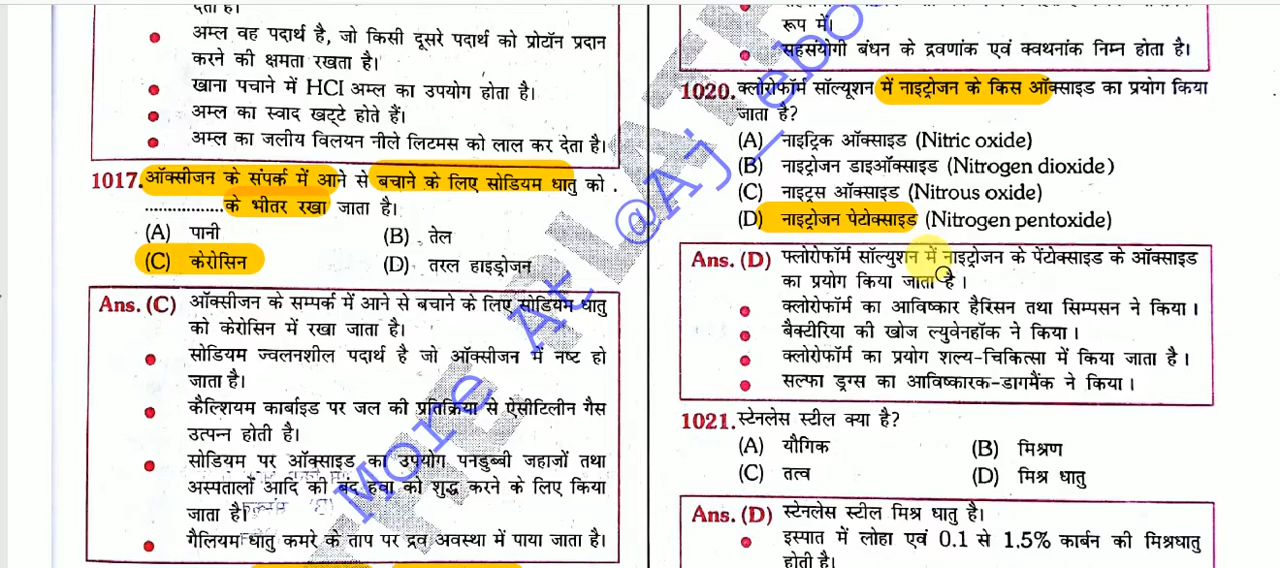 देता है।
अम्ल वह पदार्थ है, जो किसी दूसरे पदार्थ को प्रोटॉन प्रदान
करने की क्षमता रखता है।
खाना पचाने में HCl अम्ल का उपयोग होता है।
अम्ल का स्वाद खट्टे होते हैं।
अम्ल का जलीय विलयन नीले लिटमस को लाल कर देता है।
1017. ऑक्सीजन के संपर्क में आने से बचाने के लिए सोडियम धातु को
.................के भीतर रखा जाता है।
(A) पानी (B) तेल
(C) केरोसिन (D) तरल हाइड्रोजन
Ans. (C) ऑक्सीजन के सम्पर्क में आने से बचाने के लिए सोडियम धातु
को केरोसिन में रखा जाता है।
सोडियम ज्वलनशील पदार्थ है जो ऑक्सीजन में नष्ट हो
जाता है।
कैल्शियम कार्बाइड पर जल की प्रतिक्रिया से ऐसीटिलीन गैस
उत्पन्न होती है।
सोडियम पर ऑक्साइड का उपयोग पनडुब्बी जहाजों तथा
अस्पतालों आदि की बंद हवा को शुद्ध करने के लिए किया
जाता है।
गैलियम धातु कमरे के ताप पर द्रव अवस्था में पाया जाता है।
रूप में।
सहसंयोगी बंधन के द्रवणांक एवं क्वथनांक निम्न होता है।
1020. क्लोरोफॉर्म सॉल्यूशन में नाइट्रोजन के किस ऑक्साइड का प्रयोग किया
जाता है?
(A) नाइट्रिक ऑक्साइड (Nitric oxide)
(B) नाइट्रोजन डाइऑक्साइड (Nitrogen dioxide)
(C) नाइट्रस ऑक्साइड (Nitrous oxide)
(D) नाइट्रोजन पेंटोक्साइड (Nitrogen pentoxide)
Ans. (D) फ्लोरोफॉर्म सॉल्युशन में नाइट्रोजन के पेंटोक्साइड के ऑक्साइड
का प्रयोग किया जाता है।
क्लोरोफॉर्म का आविष्कार हैरिसन तथा सिम्पसन ने किया।
बैक्टीरिया की खोज ल्युवेनहॉक ने किया।
क्लोरोफॉर्म का प्रयोग शल्य-चिकित्सा में किया जाता है।
सल्फा ड्रग्स का आविष्कारक-डागमैंक ने किया।
1021. स्टेनलेस स्टील क्या है?
(A) यौगिक (B) मिश्रण
(C) तत्व (D) मिश्र धातु
Ans. (D) स्टेनलेस स्टील मिश्र धातु है।
इस्पात में लोहा एवं 0.1 से 1.5% कार्बन की मिश्रधातु
होती है।
More At @Aj_ebo